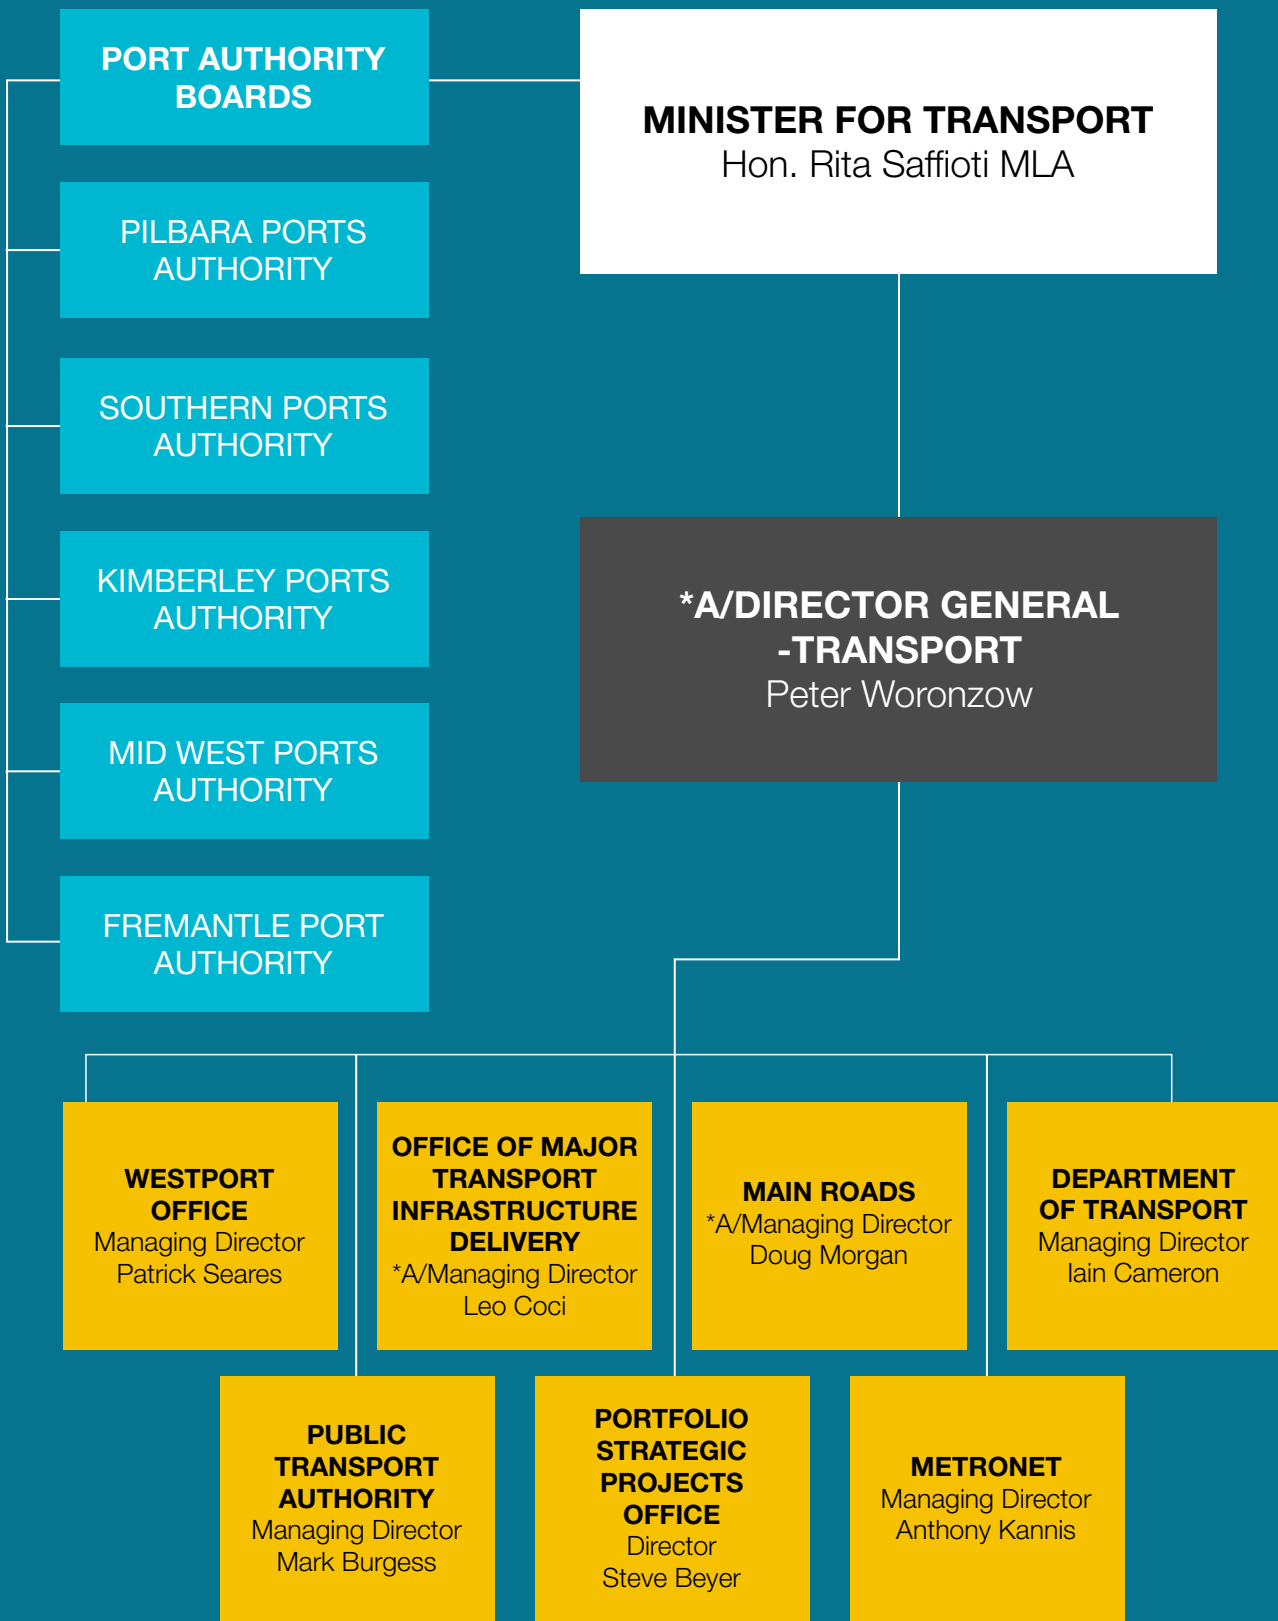 PORT AUTHORITY
BOARDS
MINISTER FOR TRANSPORT
Hon. Rita Saffioti MLA
PILBARA PORTS
AUTHORITY
SOUTHERN PORTS
AUTHORITY
KIMBERLEY PORTS
AUTHORITY
MID WEST PORTS
AUTHORITY
FREMANTLE PORT
AUTHORITY
*A/DIRECTOR GENERAL
-TRANSPORT
Peter Woronzow
WESTPORT
OFFICE
Managing Director
Patrick Seares
OFFICE OF MAJOR
TRANSPORT
INFRASTRUCTURE
DELIVERY
*A/Managing Director
Leo Coci
MAIN ROADS
*A/Managing Director
Doug Morgan
DEPARTMENT
OF TRANSPORT
Managing Director
Iain Cameron
PUBLIC
TRANSPORT
AUTHORITY
Managing Director
Mark Burgess
PORTFOLIO
STRATEGIC
PROJECTS
OFFICE
Director
Steve Beyer
METRONET
Managing Director
Anthony Kannis